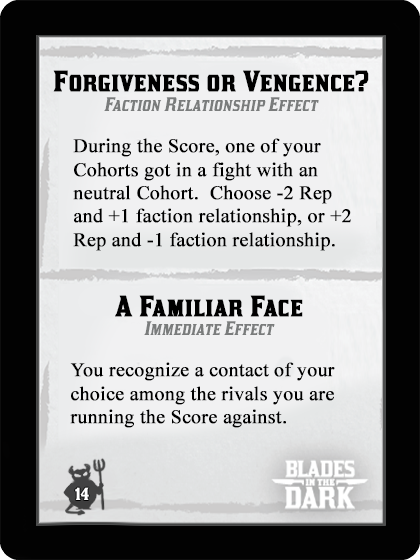 Forgiveness or Vengence?
Faction Relationship Effect
During the Score, one of your
Cohorts got in a fight with an
neutral Cohort.  Choose -2 Rep
and +1 faction relationship, or +2
Rep and -1 faction relationship.
A Familiar Face
Immediate Effect
You recognize a contact of your
choice among the rivals you are
running the Score against.
14
BLADES
IN THE
DARK